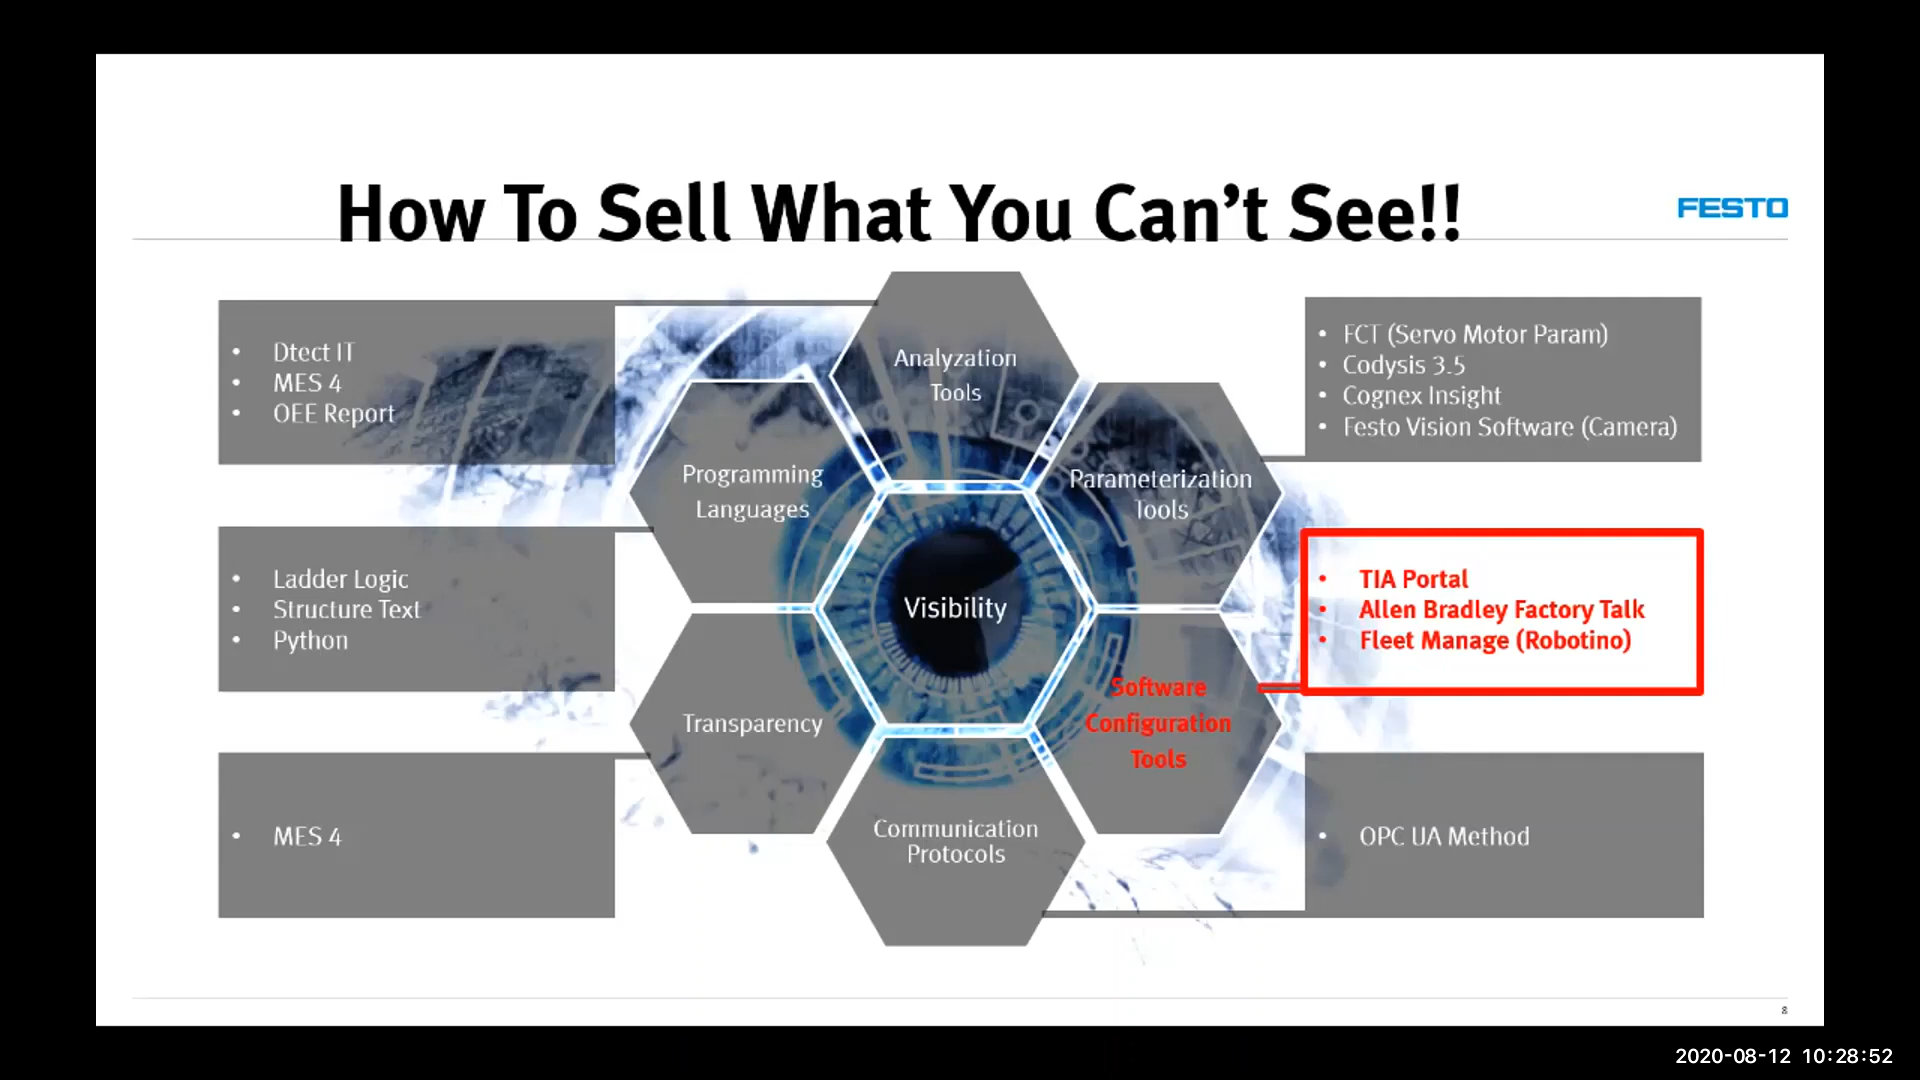 How To Sell What You Can't See!!
FESTO
Dtect IT
MES 4
OEE Report
Analyzation
Tools
FCT (Servo Motor Param)
Codysis 3.5
Cognex Insight
Festo Vision Software (Camera)
Programming
Languages
Parameterization
Tools
Ladder Logic
Structure Text
Python
Visibility
TIA Portal
Allen Bradley Factory Talk
Fleet Manage (Robotino)
Transparency
Software
Configuration
Tools
MES 4
Communication
Protocols
OPC UA Method
8
2020-08-12 10:28:52